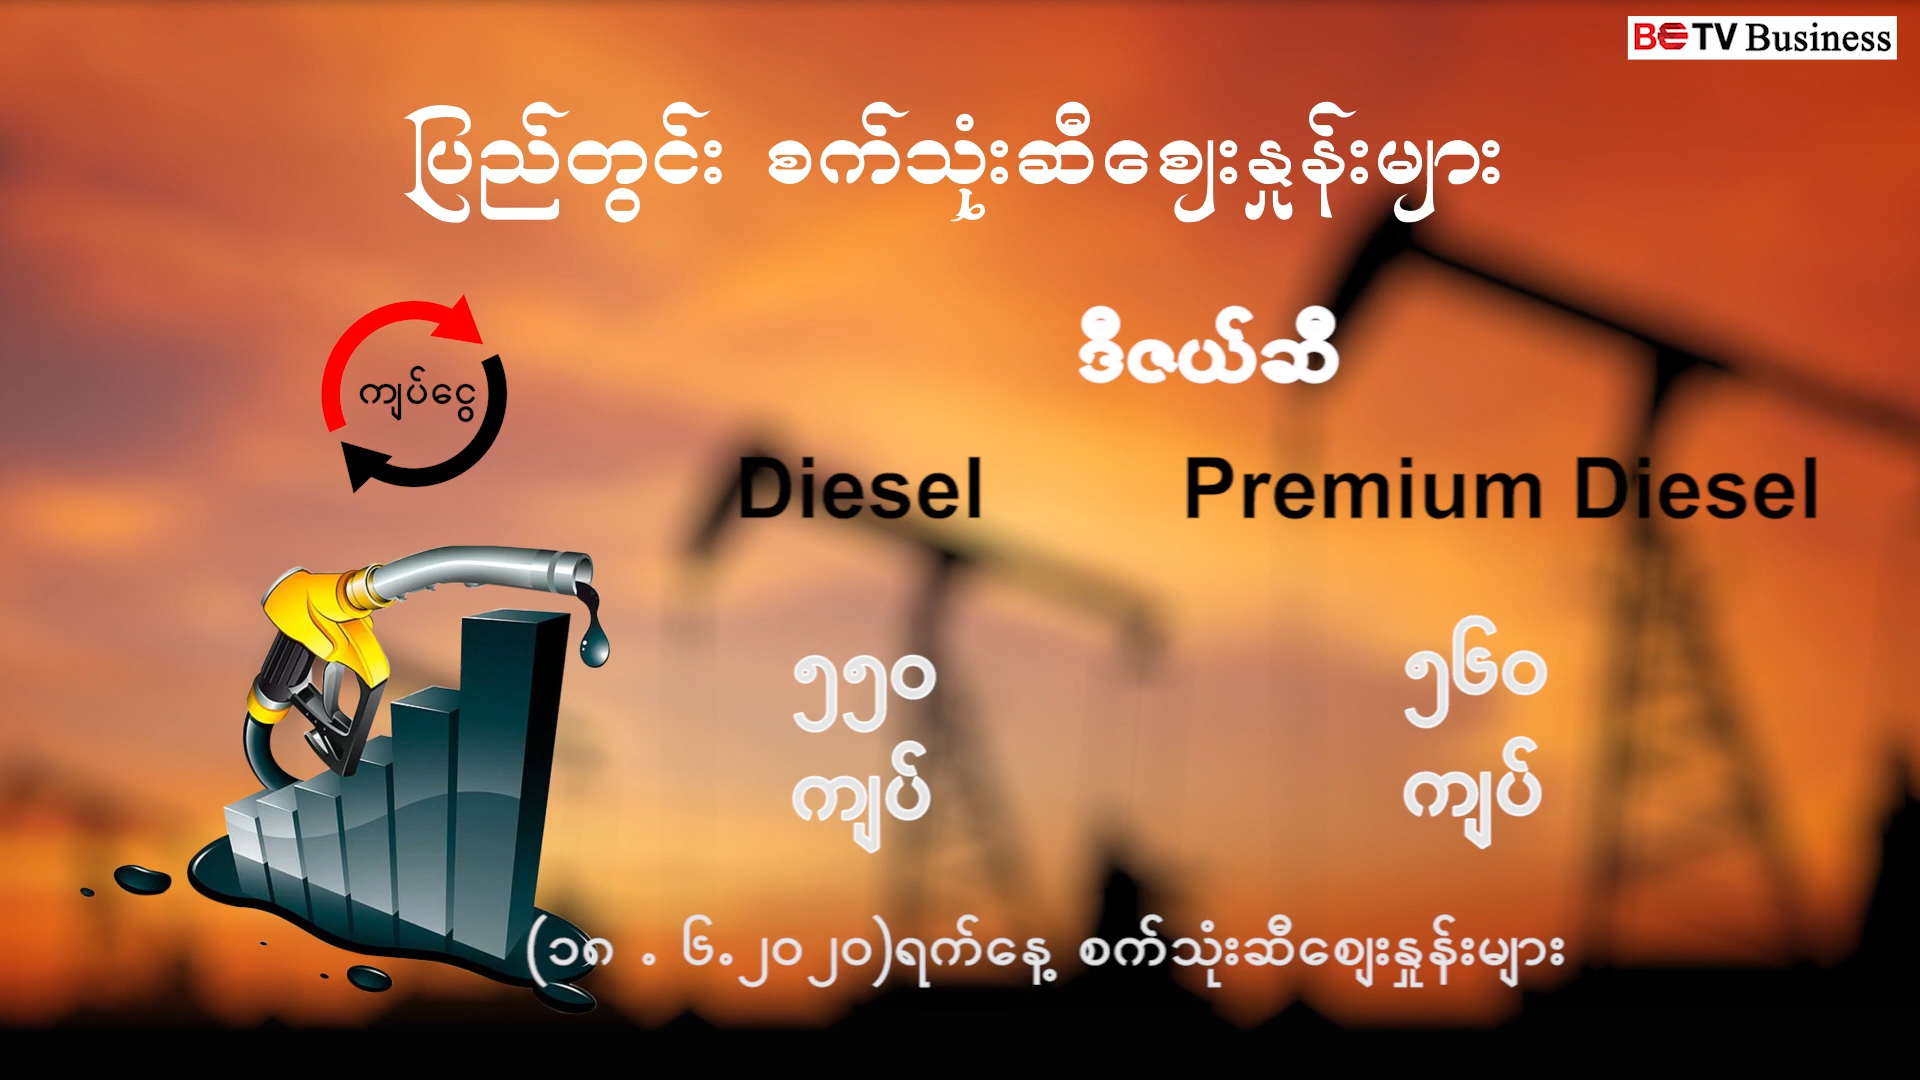 BETV Business
ပြည်တွင်း စက်သုံးဆီဈေးနှုန်းများ
ကျပ်ငွေ
ဒီဇယ်ဆီ
Diesel
Premium Diesel
၅၅၀
ကျပ်
၅၆၀
ကျပ်
(၁၈ . ၆.၂၀၂၀)ရက်နေ့ စက်သုံးဆီဈေးနှုန်းများ